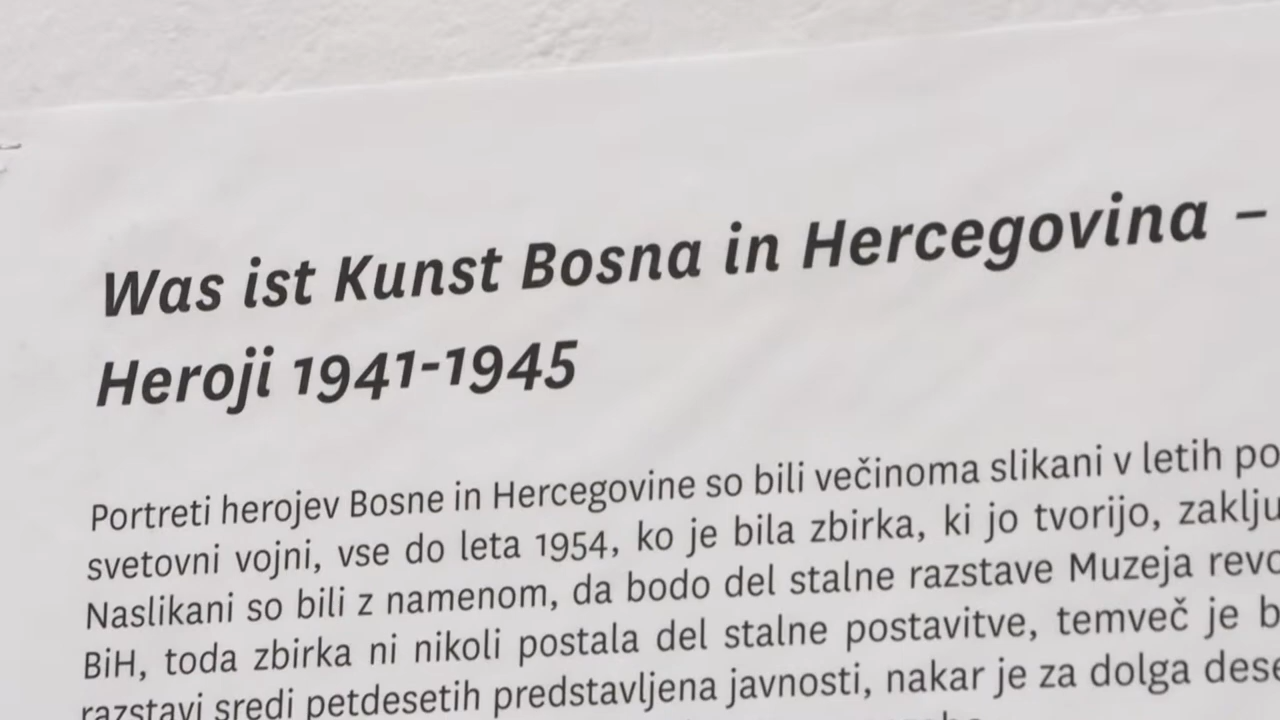 Was ist Kunst Bosna in Hercegovina –
Heroji 1941-1945
Portreti herojev Bosne in Hercegovine so bili večinoma slikani v letih po
svetovni vojni, vse do leta 1954, ko je bila zbirka, ki jo tvorijo,
Naslikani so bili z namenom, da bodo del stalne razstave Muzeja
BiH, toda zbirka ni nikoli postala del stalne postavitve, temveč je
razstavi sredi petdesetih predstavljena javnosti, nakar je za dolga